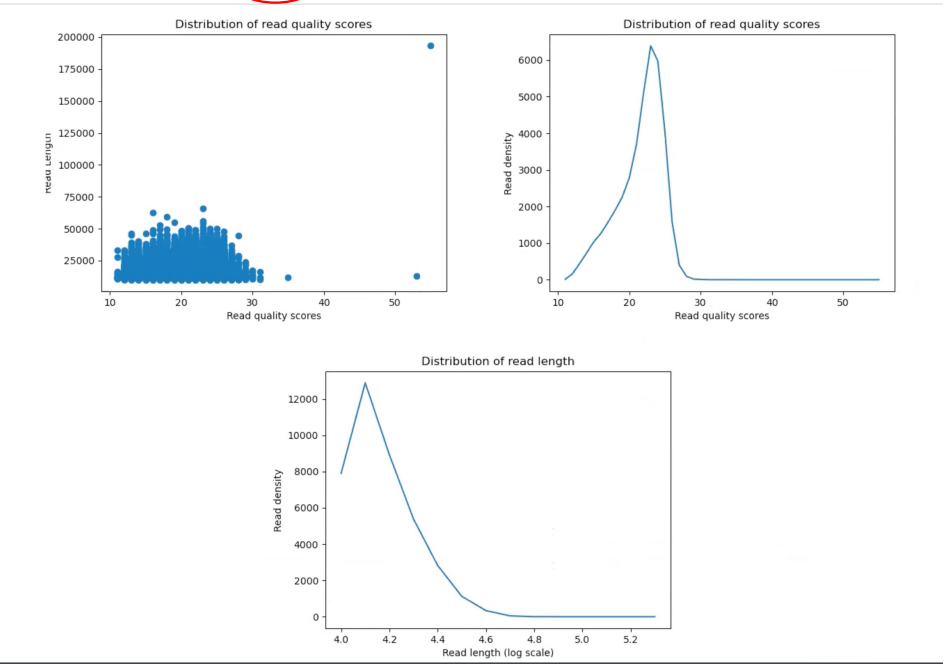 Distribution of read quality scores
200000
175000
150000
125000
100000
75000
50000
25000
Read Length
10 20 30 40 50
Read quality scores
Distribution of read quality scores
6000
5000
4000
3000
2000
1000
0
Read density
10 20 30 40 50
Read quality scores
Distribution of read length
12000
10000
8000
6000
4000
2000
0
Read density
4.0 4.2 4.4 4.6 4.8 5.0 5.2
Read length (log scale)